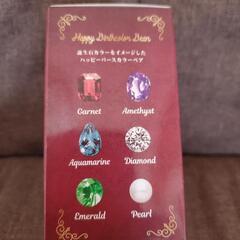 Happy Birthcolor Bear
誕生石カラーをイメージした
ハッピーバースカラーベア
Garnet
Amethyst
Aquamarine
Diamond
Emerald
Pearl